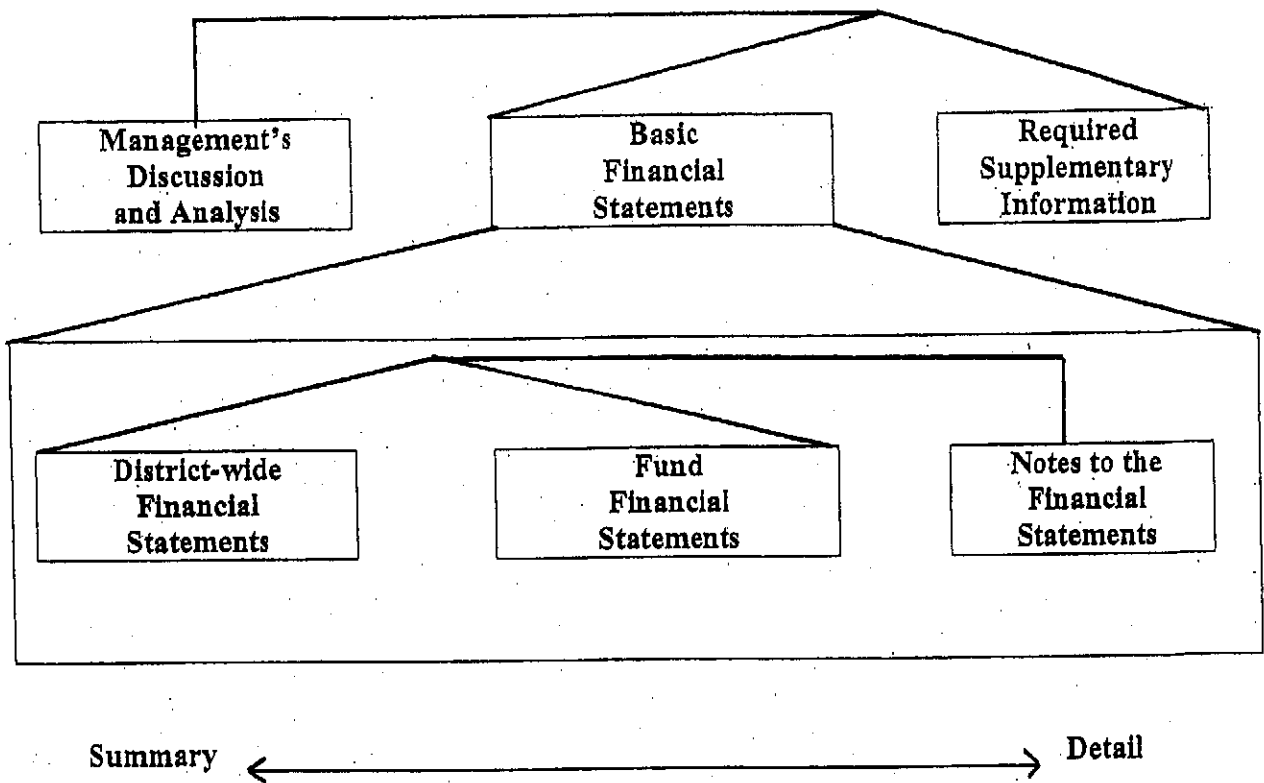 Management's
Discussion
and Analysis
Basic
Financial
Statements
Required
Supplementary
Information
District-wide
Financial
Statements
Fund
Financial
Statements
Notes to the
Financial
Statements
Summary
Detail